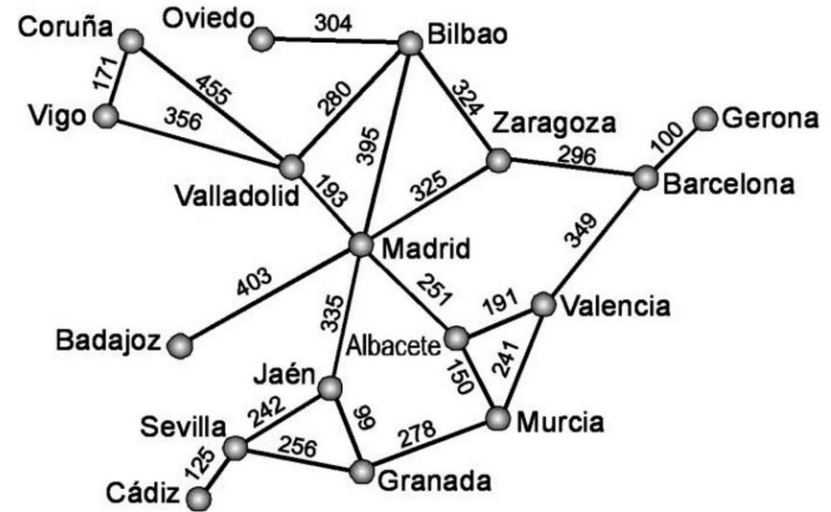 Coruña
Oviedo
304
Bilbao
171
455
280
324
Vigo
356
395
Zaragoza
100
Gerona
296
Valladolid
193
325
Barcelona
349
Madrid
403
251
191
Valencia
335
Badajoz
Albacete
241
150
Jaén
99
242
Sevilla
278
Murcia
256
125
Cádiz
Granada